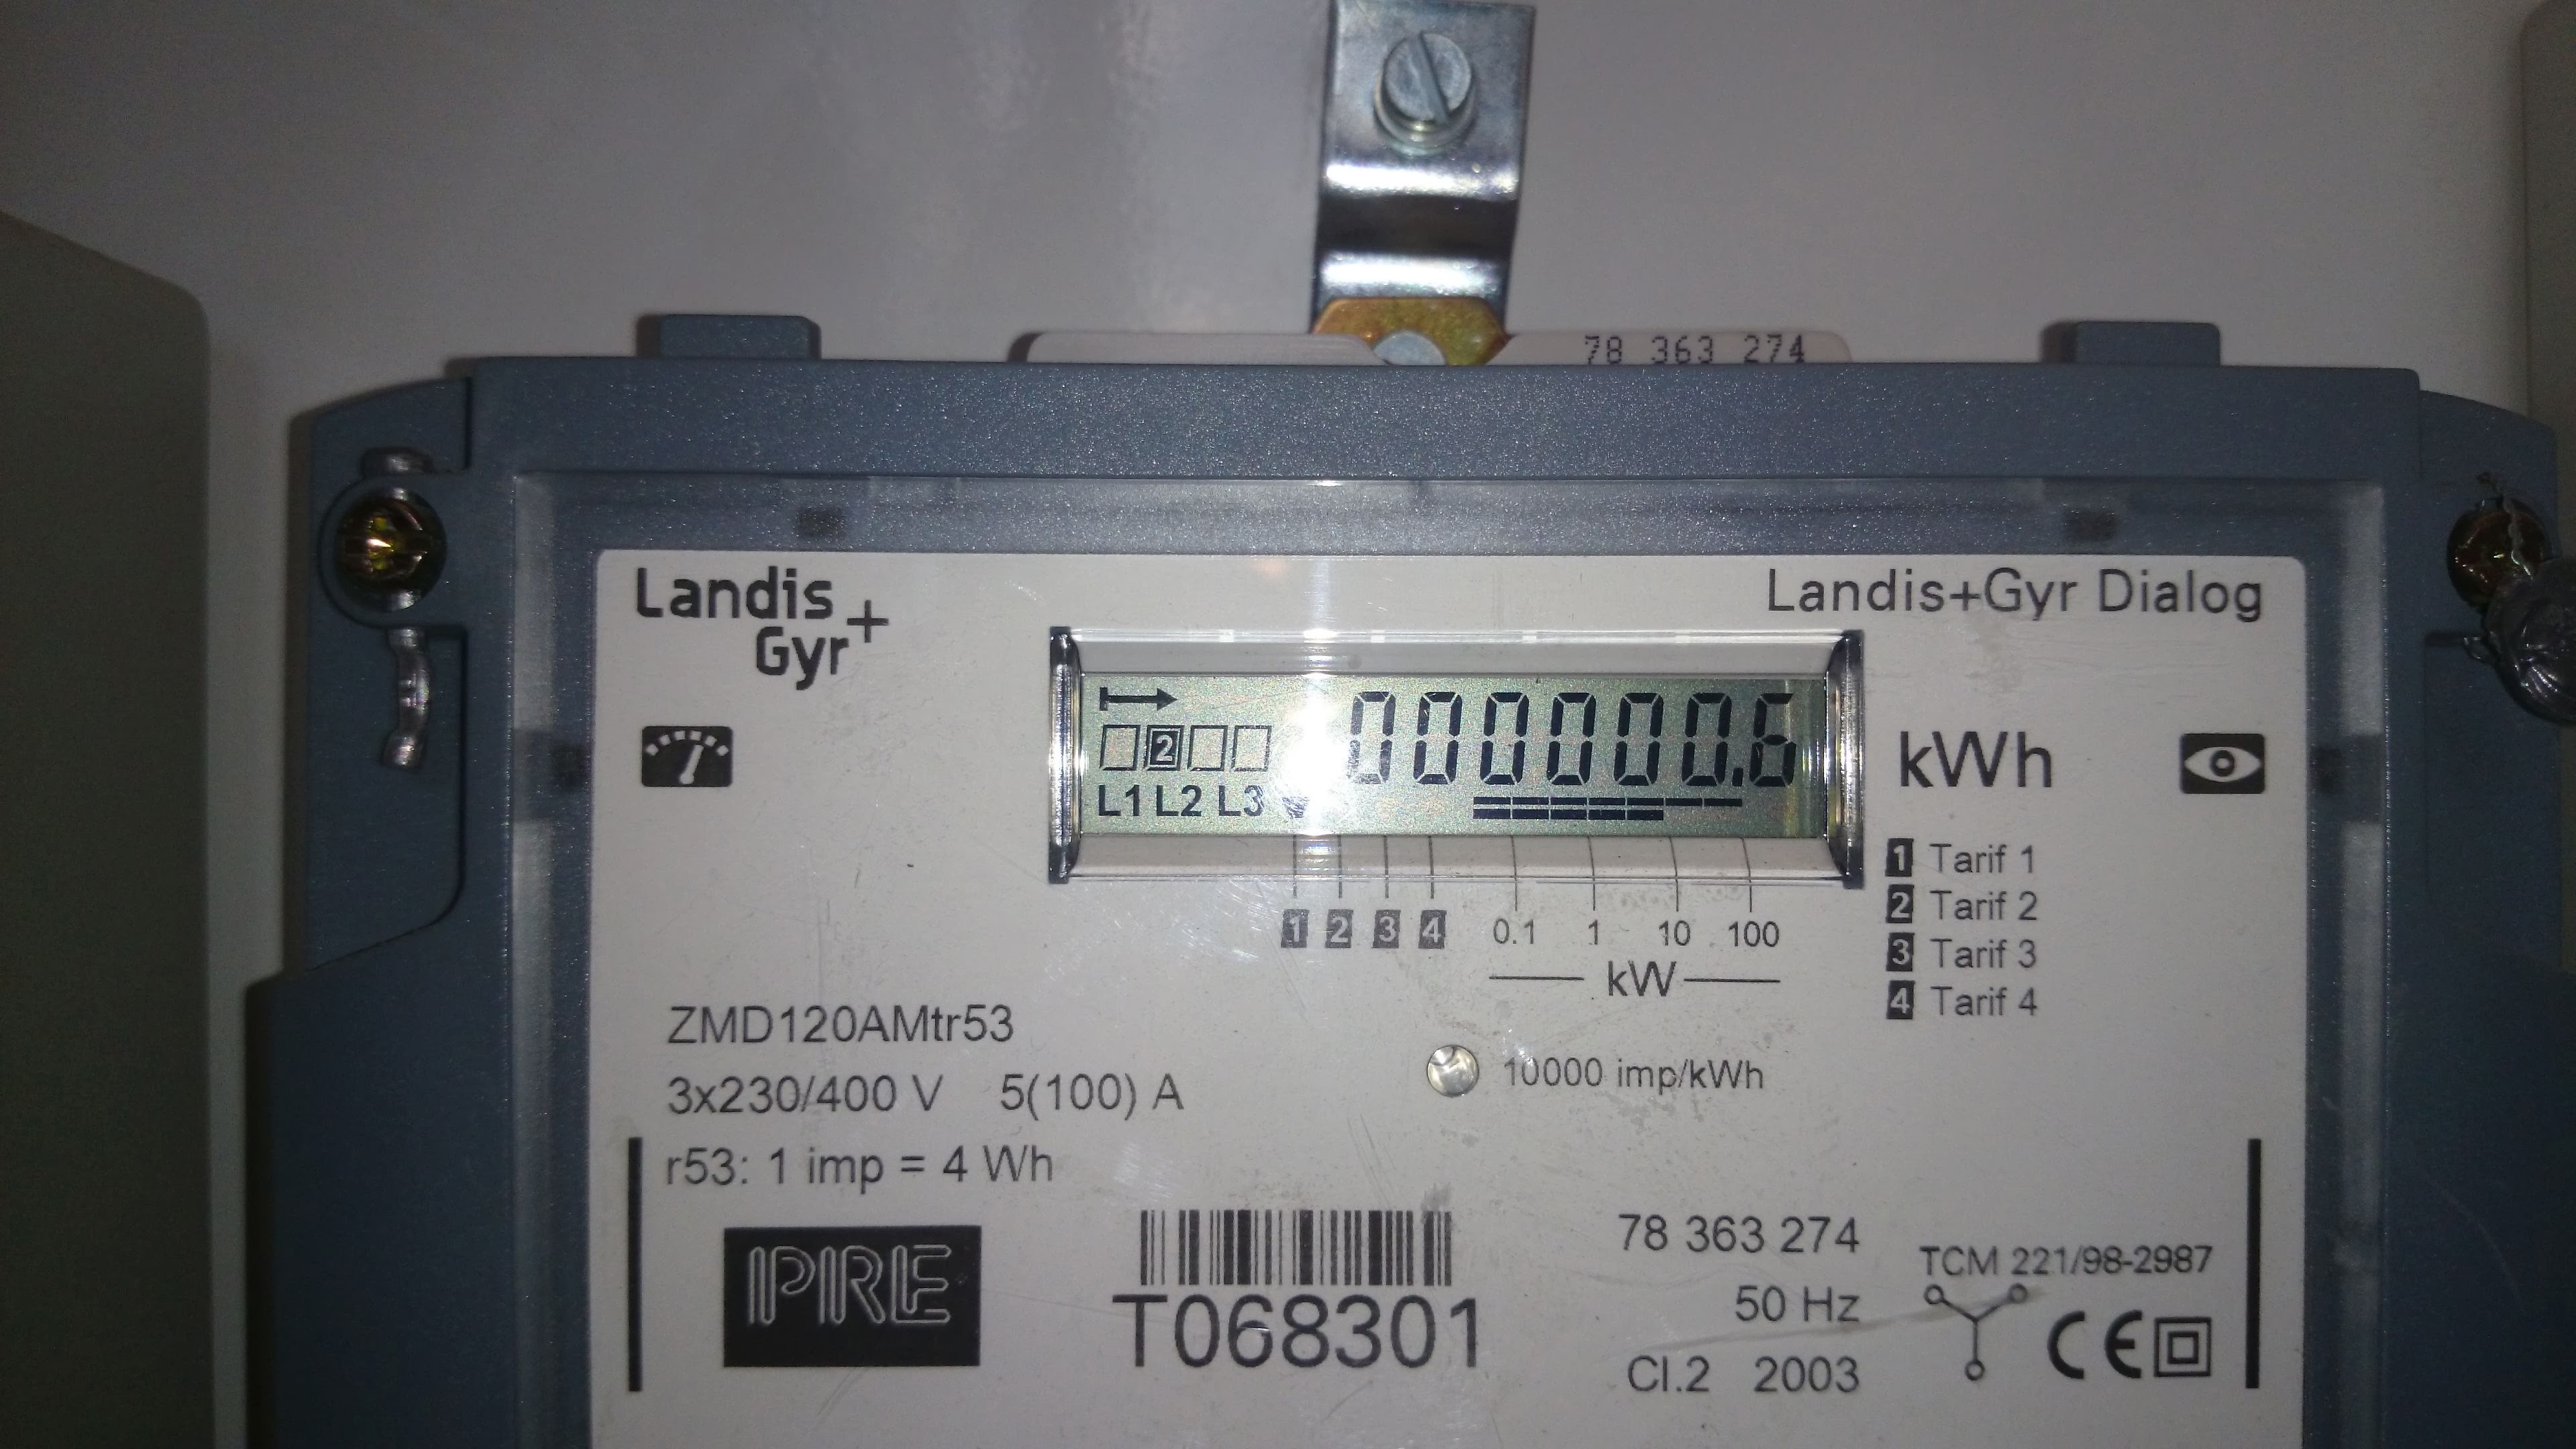 78 363 274
Landis
Gyr+
Landis+Gyr Dialog
000000.6
2
kWh
L1 L2 L3
1 Tarif 1
2 Tarif 2
3 Tarif 3
4 Tarif 4
1 2 3 4 0.1 1 10 100
kW
ZMD120AMtr53
3x230/400 V 5(100) A
10000 imp/kWh
r53: 1 imp = 4 Wh
PRE
T068301
78 363 274
50 Hz
Cl.2 2003
TCM 221/98-2987
CE